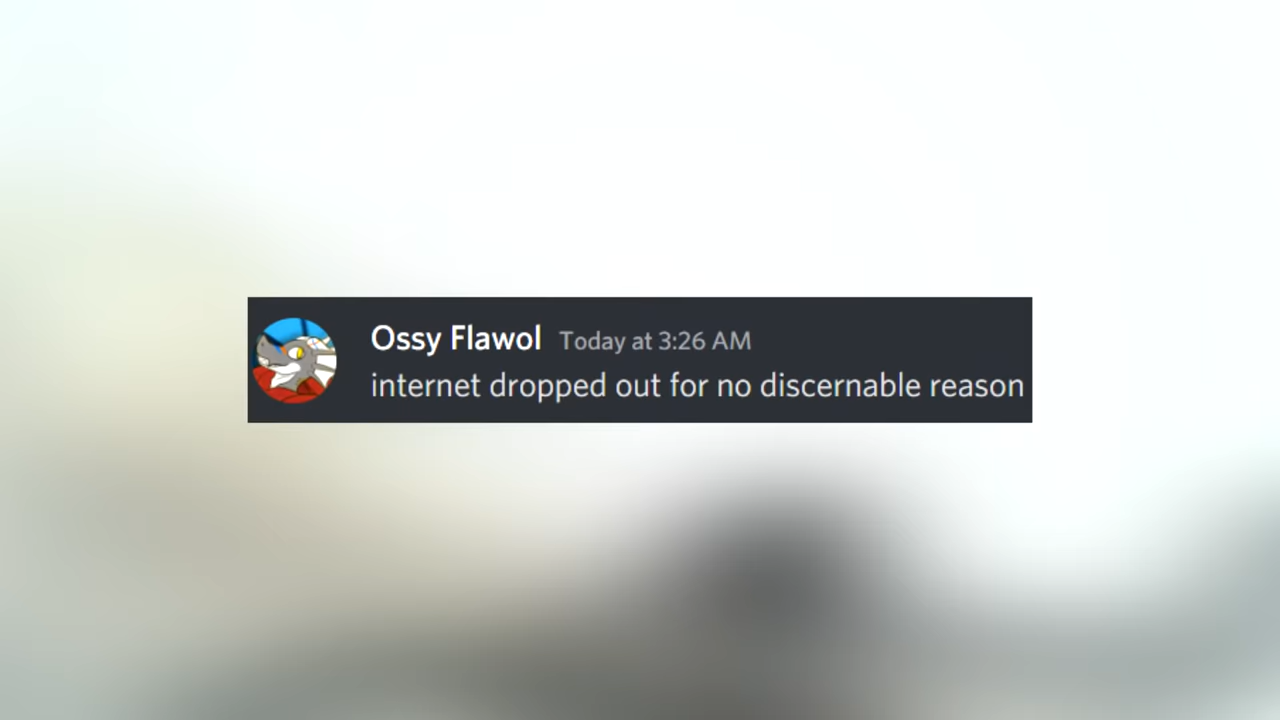 Ossy Flawol Today at 3:26 AM
internet dropped out for no discernable reason